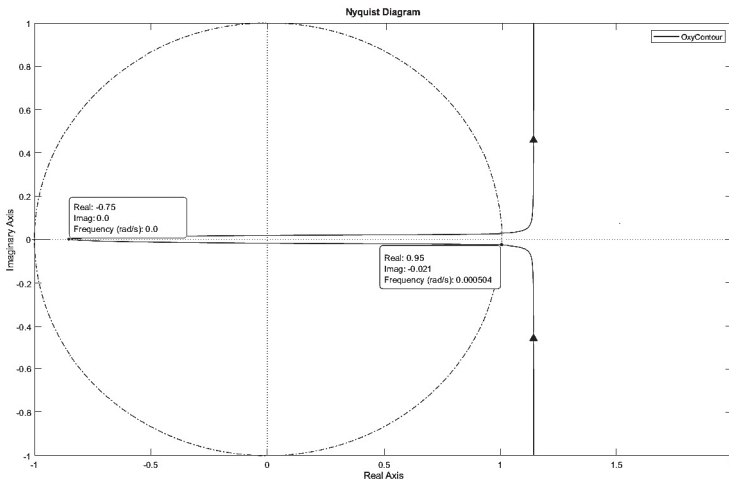 Nyquist Diagram
OxyContour
1
0.8
0.6
0.4
0.2
0
-0.2
-0.4
-0.6
-0.8
-1
Imaginary Axis
Real: -0.75
Imag: 0.0
Frequency (rad/s): 0.0
Real: 0.95
Imag: -0.021
Frequency (rad/s): 0.000504
-1
-0.5
0
0.5
1
1.5
Real Axis